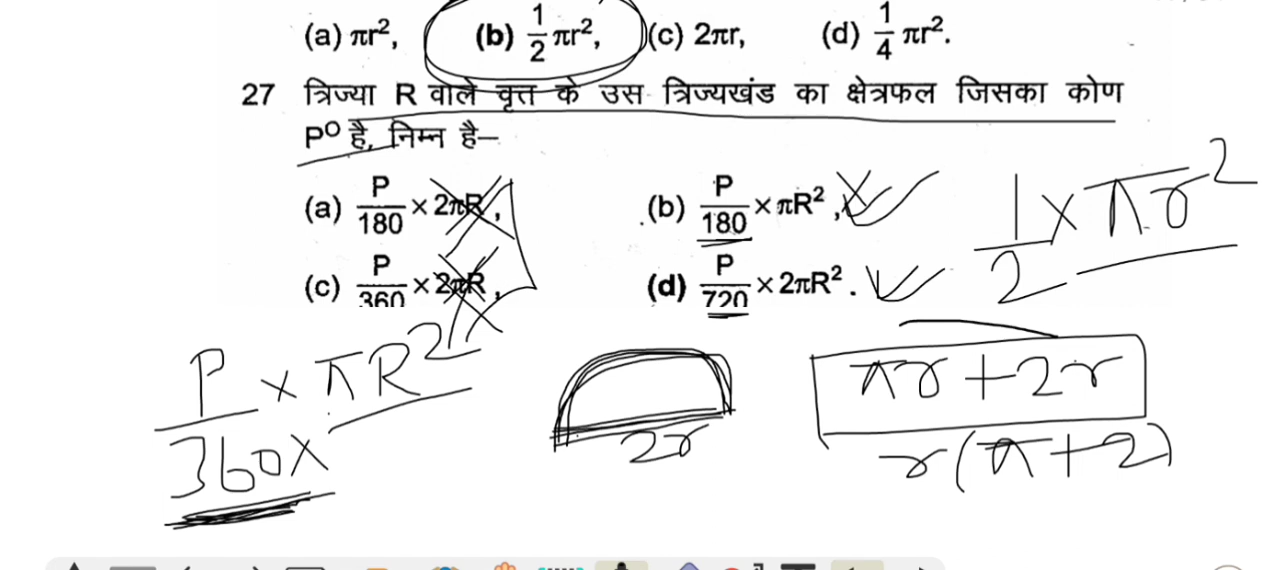 (a) πr², (b) 1/2 πr², (c) 2πr, (d) 1/4 πr².
27 त्रिज्या R वाले वृत्त के उस त्रिज्यखंड का क्षेत्रफल जिसका कोण
P⁰ है, निम्न है—
(a) P/180 × 2πR, (b) P/180 × πR²,
(c) P/360 × 2πR, (d) P/720 × 2πR².
1/2 × πr²
P/360 × πR²
2r
πr + 2r
r(π + 2)